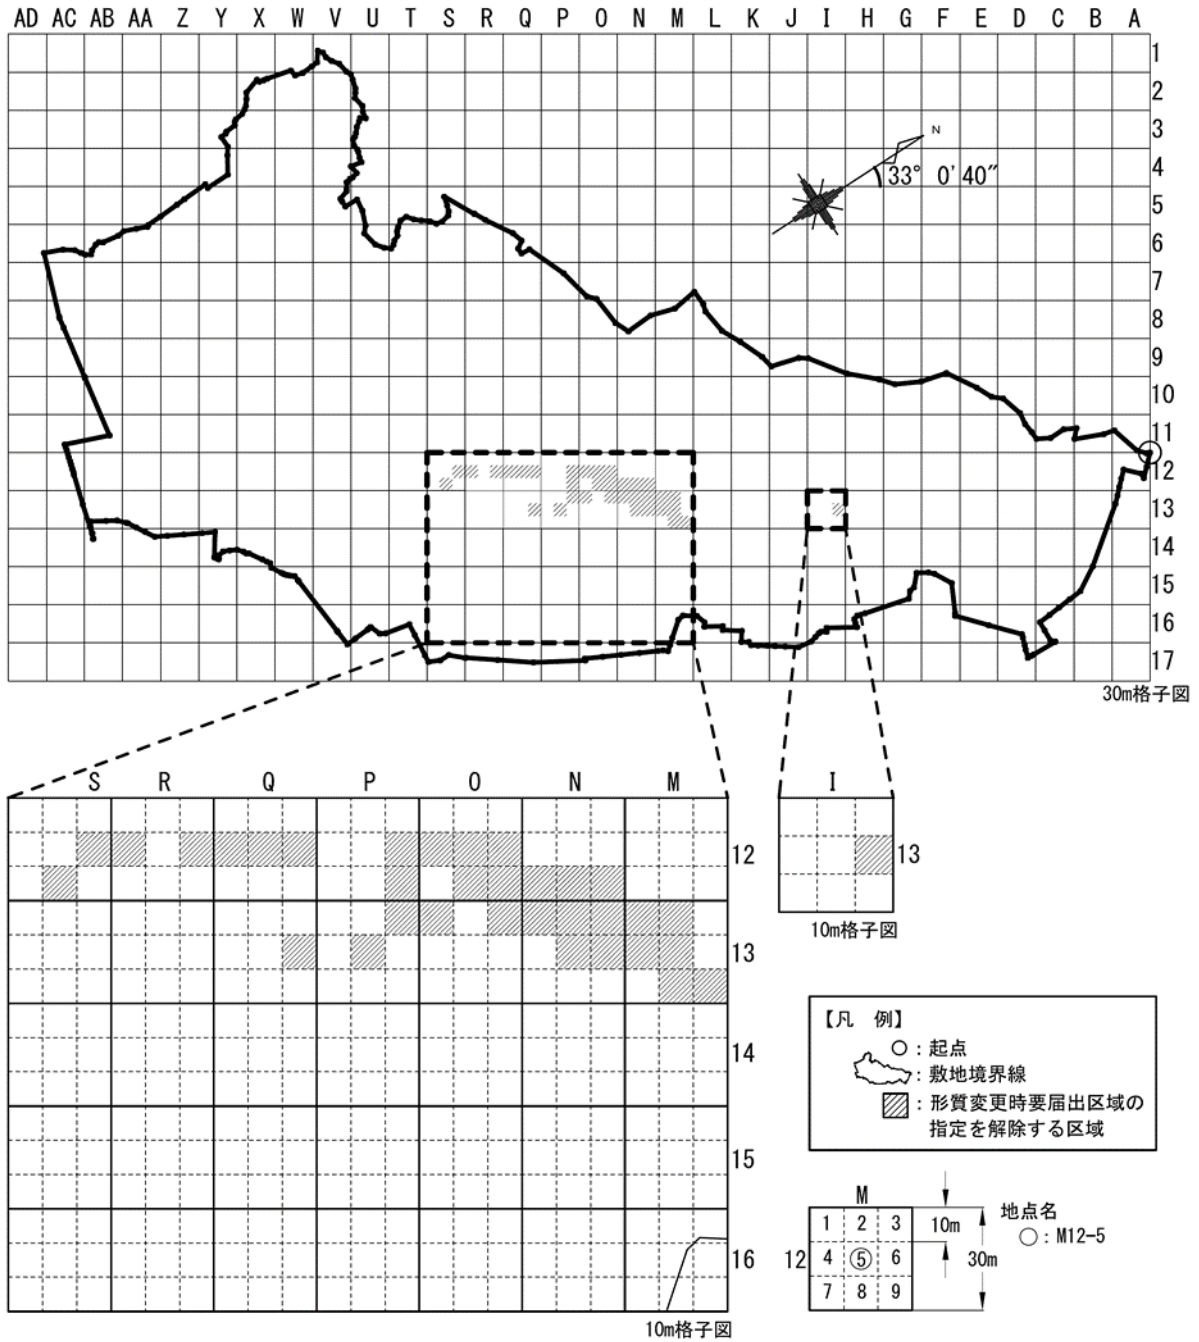 AD AC AB AA Z Y X W V U T S R Q P O N M L K J I H G F E D C B A
1
2
3
N
4
33° 0′40″
5
6
7
8
9
10
11
12
13
14
15
16
17
30m格子図
S R Q P O N M
I
12
13
10m格子図
13
14
15
16
10m格子図
【凡 例】
○：起点
：敷地境界線
：形質変更時要届出区域の
指定を解除する区域
M
1 2 3
10m
地点名
12 4 ⑤ 6
30m
○：M12-5
7 8 9